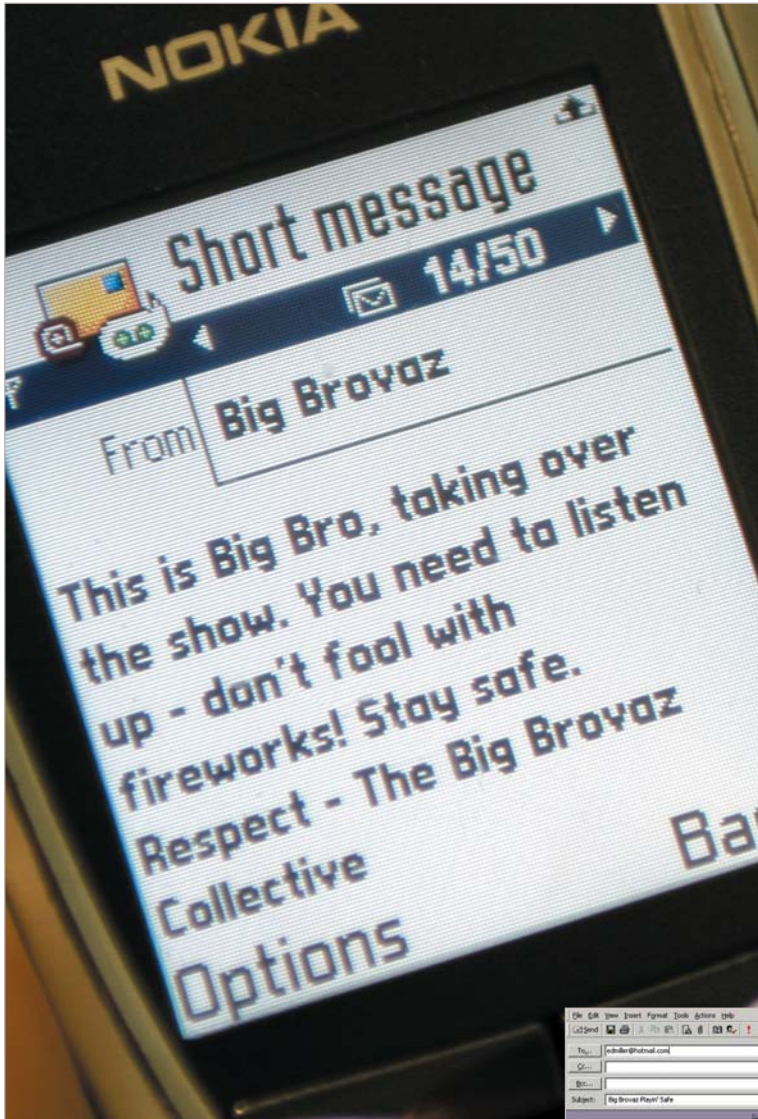 NOKIA
Short message
14/50
From Big Brovaz
This is Big Bro, taking over
the show. You need to listen
up - don't fool with
fireworks! Stay safe.
Respect - The Big Brovaz
Collective
Options
File Edit View Insert Format Tools Actions Help
Send
To... edmiller@hotmail.com
Cc...
Bcc...
Subject: Big Brovaz Playin' Safe